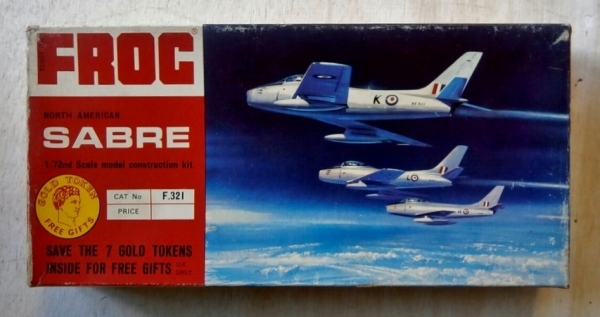 FROG
NORTH AMERICAN
SABRE
1/72nd Scale model construction kit
GOLD TOKEN
FREE GIFTS
CAT No F.321
PRICE
SAVE THE 7 GOLD TOKENS
INSIDE FOR FREE GIFTS U.K. ONLY
K